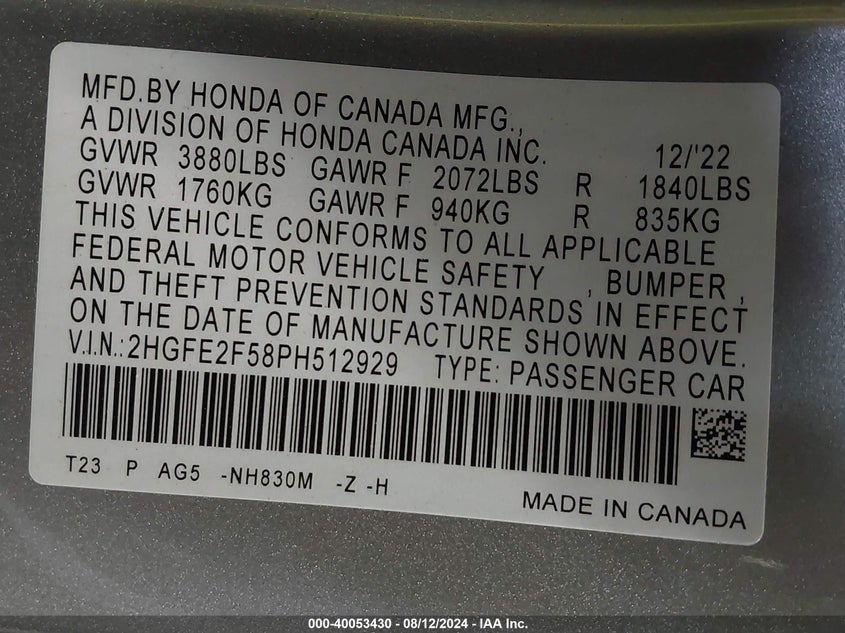 MFD.BY HONDA OF CANADA MFG.,
A DIVISION OF HONDA CANADA INC. 12/'22
GVWR 3880LBS GAWR F 2072LBS R 1840LBS
GVWR 1760KG GAWR F 940KG R 835KG
THIS VEHICLE CONFORMS TO ALL APPLICABLE
FEDERAL MOTOR VEHICLE SAFETY , BUMPER ,
AND THEFT PREVENTION STANDARDS IN EFFECT
ON THE DATE OF MANUFACTURE SHOWN ABOVE.
V.I.N.:2HGFE2F58PH512929 TYPE: PASSENGER CAR
T23 P AG5 -NH830M -Z -H
MADE IN CANADA
000-40053430 - 08/12/2024 - IAA Inc.